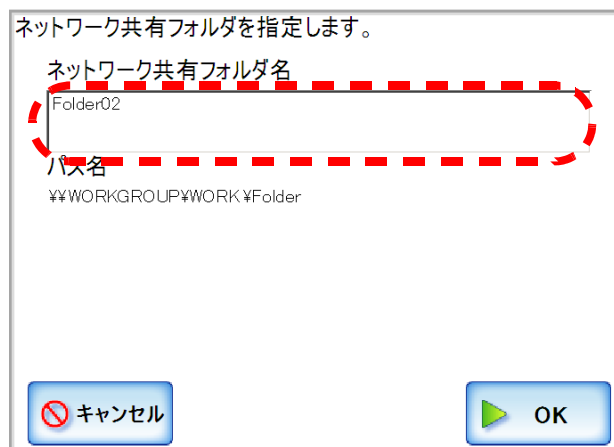 ネットワーク共有フォルダを指定します。
ネットワーク共有フォルダ名
Folder02
パス名
¥¥WORKGROUP¥WORK¥Folder
キャンセル
OK